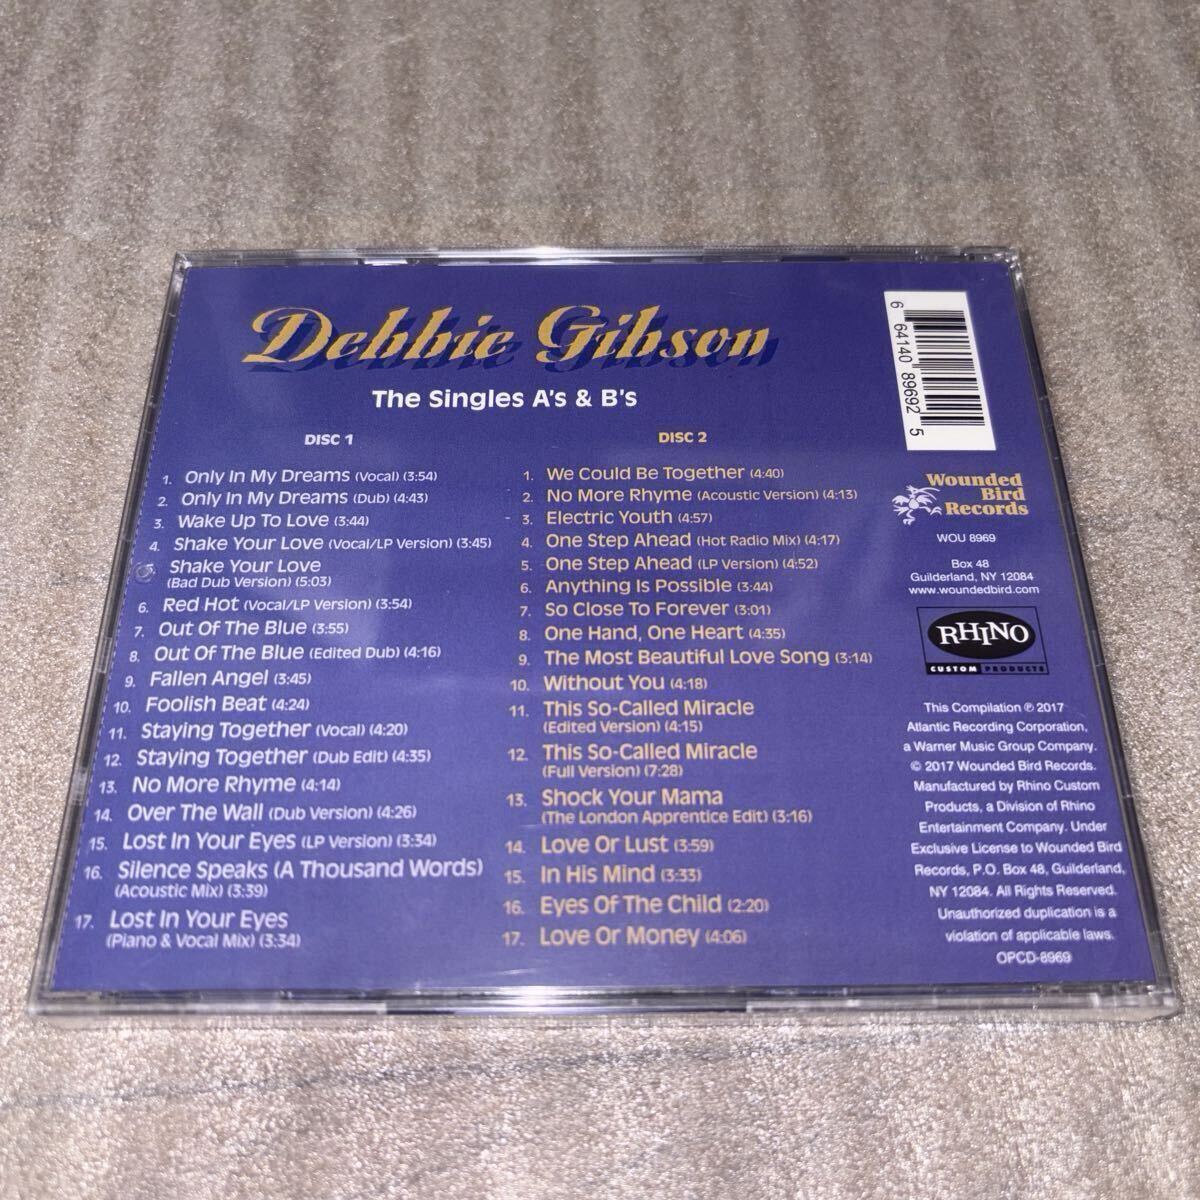 Debbie Gibson
The Singles A's & B's
DISC 1
1. Only In My Dreams (Vocal) (3:54)
2. Only In My Dreams (Dub) (4:43)
3. Wake Up To Love (3:44)
4. Shake Your Love (Vocal/LP Version) (3:45)
5. Shake Your Love
(Bad Dub Version) (5:03)
6. Red Hot (Vocal/LP Version) (3:54)
7. Out Of The Blue (3:55)
8. Out Of The Blue (Edited Dub) (4:16)
9. Fallen Angel (3:45)
10. Foolish Beat (4:24)
11. Staying Together (Vocal) (4:20)
12. Staying Together (Dub Edit) (4:35)
13. No More Rhyme (4:14)
14. Over The Wall (Dub Version) (4:26)
15. Lost In Your Eyes (LP Version) (3:34)
16. Silence Speaks (A Thousand Words)
(Acoustic Mix) (3:39)
17. Lost In Your Eyes
(Piano & Vocal Mix) (3:34)
DISC 2
1. We Could Be Together (4:40)
2. No More Rhyme (Acoustic Version) (4:13)
3. Electric Youth (4:57)
4. One Step Ahead (Hot Radio Mix) (4:17)
5. One Step Ahead (LP Version) (4:52)
6. Anything Is Possible (3:44)
7. So Close To Forever (3:01)
8. One Hand, One Heart (4:35)
9. The Most Beautiful Love Song (3:14)
10. Without You (4:18)
11. This So-Called Miracle
(Edited Version) (4:15)
12. This So-Called Miracle
(Full Version) (7:28)
13. Shock Your Mama
(The London Apprentice Edit) (3:16)
14. Love Or Lust (3:59)
15. In His Mind (3:33)
16. Eyes Of The Child (2:20)
17. Love Or Money (4:06)
6 64140 89692 5
Wounded
Bird
Records
WOU 8969
Box 48
Guilderland, NY 12084
www.woundedbird.com
RHINO
CUSTOM PRODUCTS
This Compilation ℗ 2017
Atlantic Recording Corporation,
a Warner Music Group Company.
© 2017 Wounded Bird Records.
Manufactured by Rhino Custom
Products, a Division of Rhino
Entertainment Company. Under
Exclusive License to Wounded Bird
Records, P.O. Box 48, Guilderland,
NY 12084. All Rights Reserved.
Unauthorized duplication is a
violation of applicable laws.
OPCD-8969